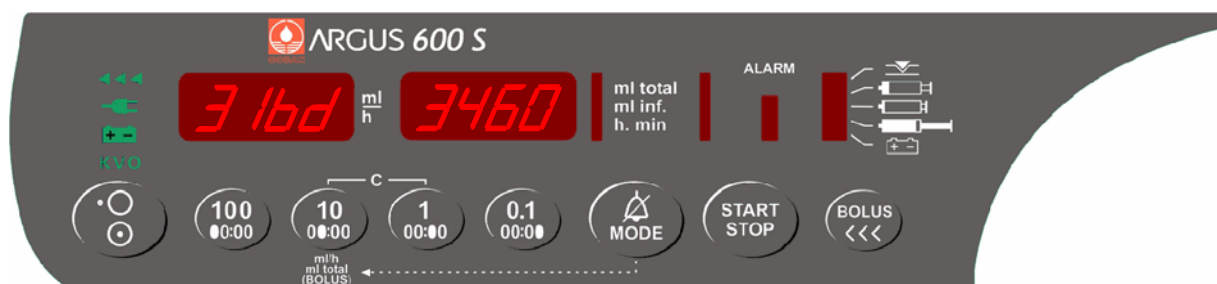 ARGUS 600 S
CODAN
31bd ml/h 3460
ml total
ml inf.
h. min
ALARM
KVO
C
100
00:00
10
00:00
1
00:00
0.1
00:00
MODE
START
STOP
BOLUS
<<<
ml/h
ml total
(BOLUS)